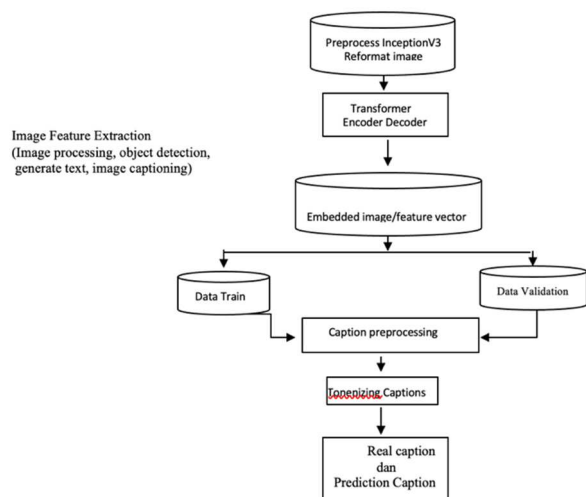 Preprocess InceptionV3
Reformat image
Transformer
Encoder Decoder
Image Feature Extraction
(Image processing, object detection,
generate text, image captioning)
Embedded image/feature vector
Data Train
Data Validation
Caption preprocessing
Tonenizing Captions
Real caption
dan
Prediction Caption